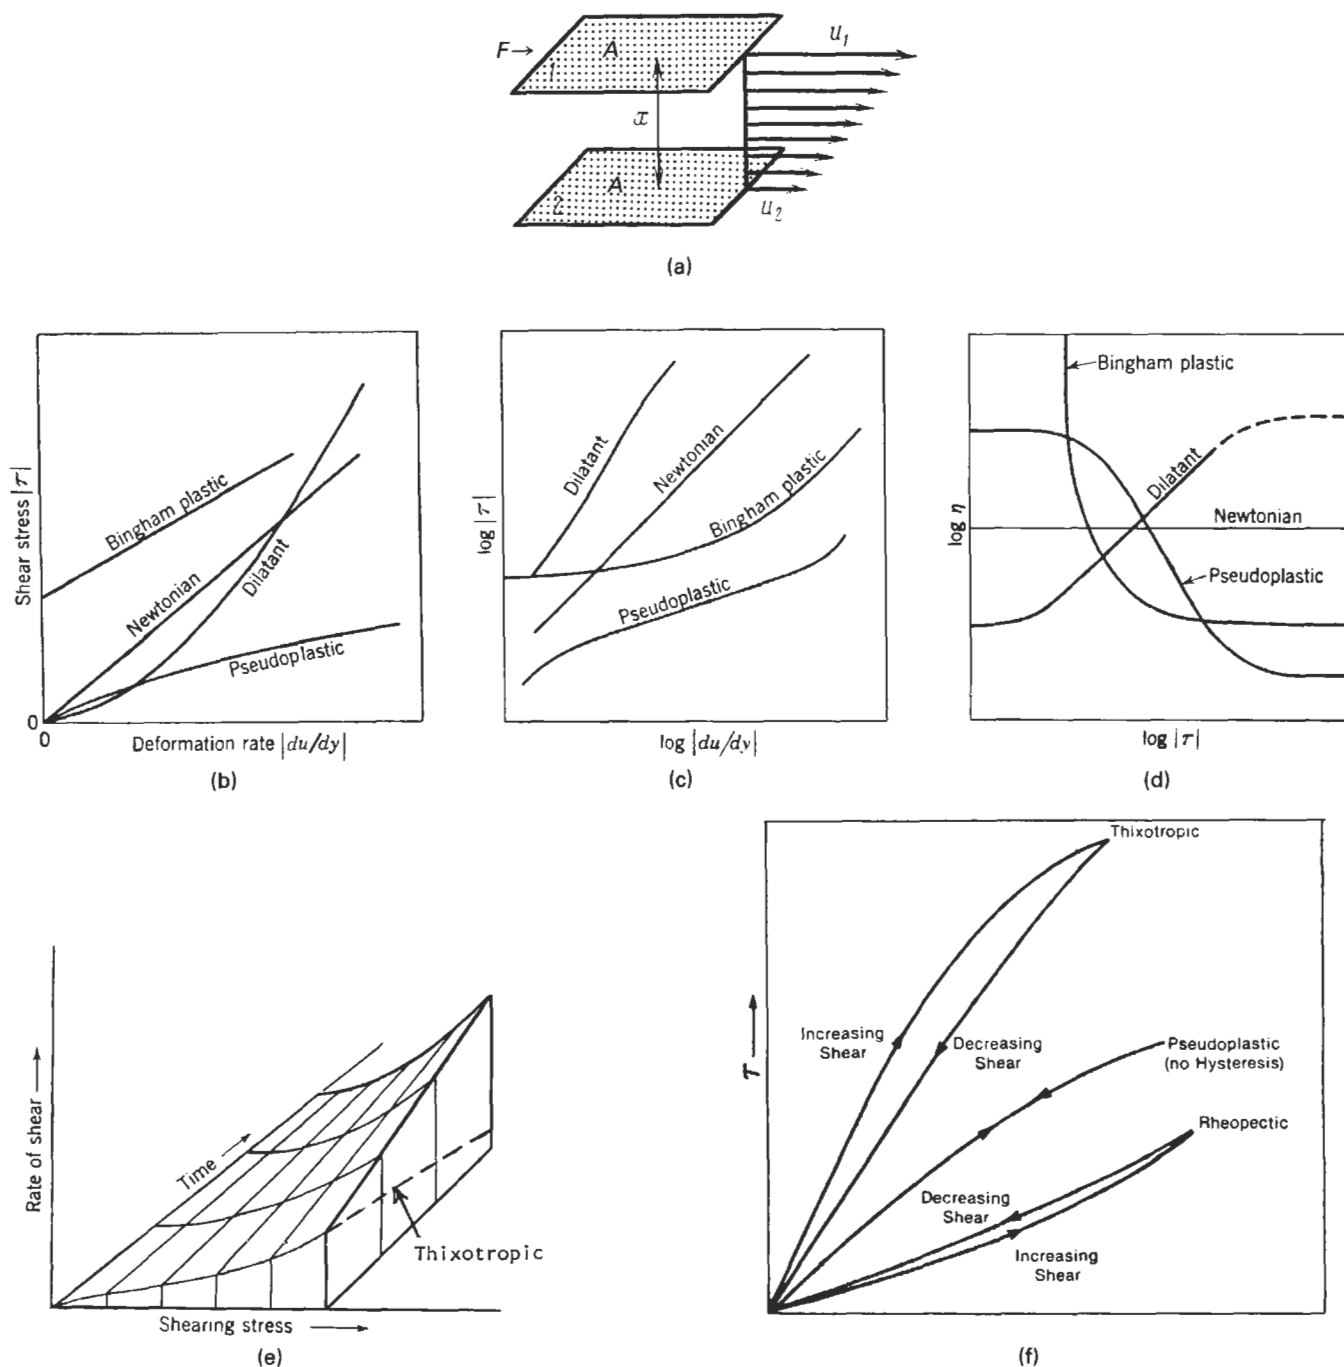 F→
A
1
u₁
x
A
2
u₂
(a)
Shear stress |τ|
Bingham plastic
Newtonian
Dilatant
Pseudoplastic
0
0
Deformation rate |du/dy|
(b)
log |τ|
Dilatant
Newtonian
Bingham plastic
Pseudoplastic
log |du/dy|
(c)
log η
Bingham plastic
Dilatant
Newtonian
Pseudoplastic
log |τ|
(d)
Rate of shear →
Time →
Thixotropic
Shearing stress →
(e)
τ →
Thixotropic
Increasing
Shear
Decreasing
Shear
Pseudoplastic
(no Hysteresis)
Rheopectic
Decreasing
Shear
Increasing
Shear
(f)